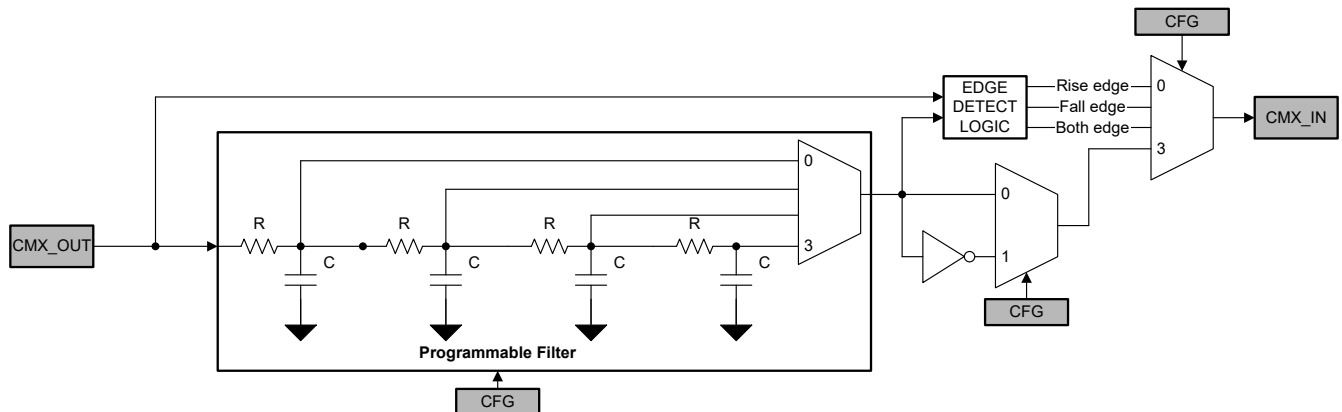 CFG
EDGE
DETECT
LOGIC
Rise edge
Fall edge
Both edge
0
3
CMX_IN
0
3
R
R
R
R
C
C
C
C
CMX_OUT
0
1
CFG
Programmable Filter
CFG